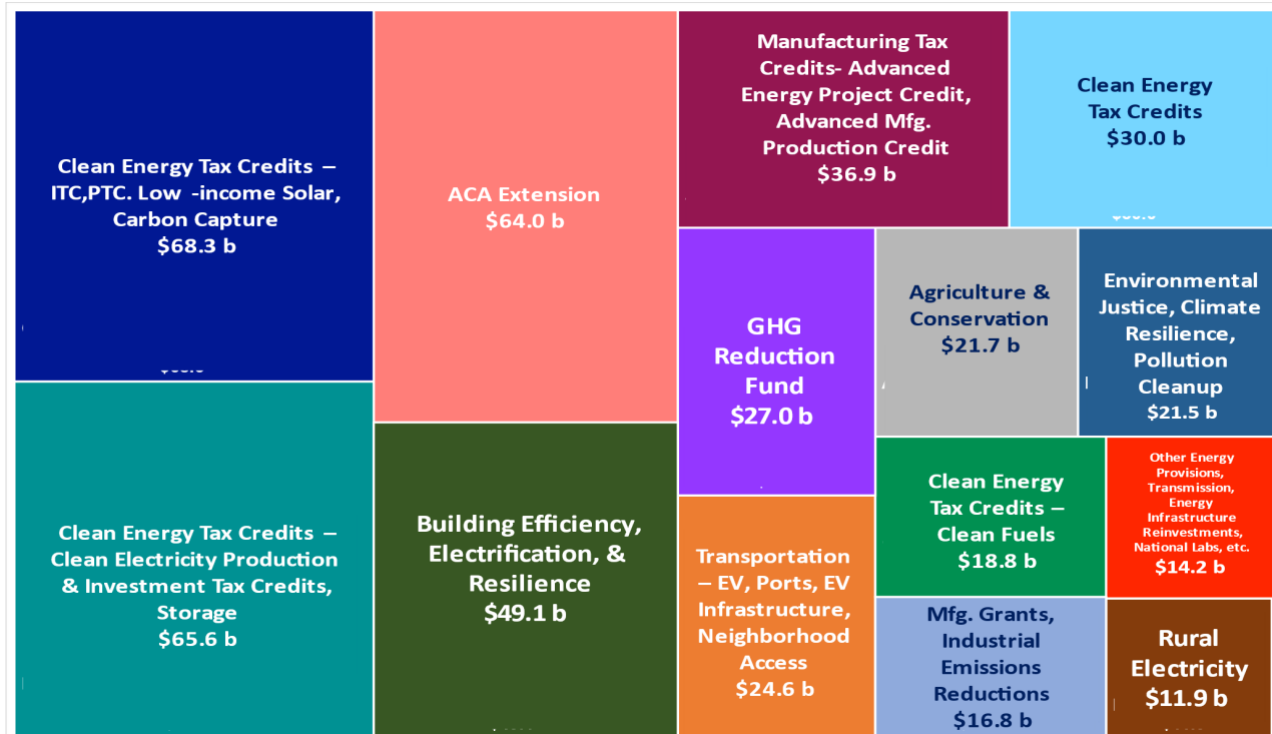 Clean Energy Tax Credits –
ITC,PTC. Low -income Solar,
Carbon Capture
$68.3 b
ACA Extension
$64.0 b
Manufacturing Tax
Credits- Advanced
Energy Project Credit,
Advanced Mfg.
Production Credit
$36.9 b
Clean Energy
Tax Credits
$30.0 b
GHG
Reduction
Fund
$27.0 b
Agriculture &
Conservation
$21.7 b
Environmental
Justice, Climate
Resilience,
Pollution
Cleanup
$21.5 b
Clean Energy Tax Credits –
Clean Electricity Production
& Investment Tax Credits,
Storage
$65.6 b
Building Efficiency,
Electrification, &
Resilience
$49.1 b
Transportation
– EV, Ports, EV
Infrastructure,
Neighborhood
Access
$24.6 b
Clean Energy
Tax Credits –
Clean Fuels
$18.8 b
Other Energy
Provisions,
Transmission,
Energy
Infrastructure
Reinvestments,
National Labs, etc.
$14.2 b
Mfg. Grants,
Industrial
Emissions
Reductions
$16.8 b
Rural
Electricity
$11.9 b